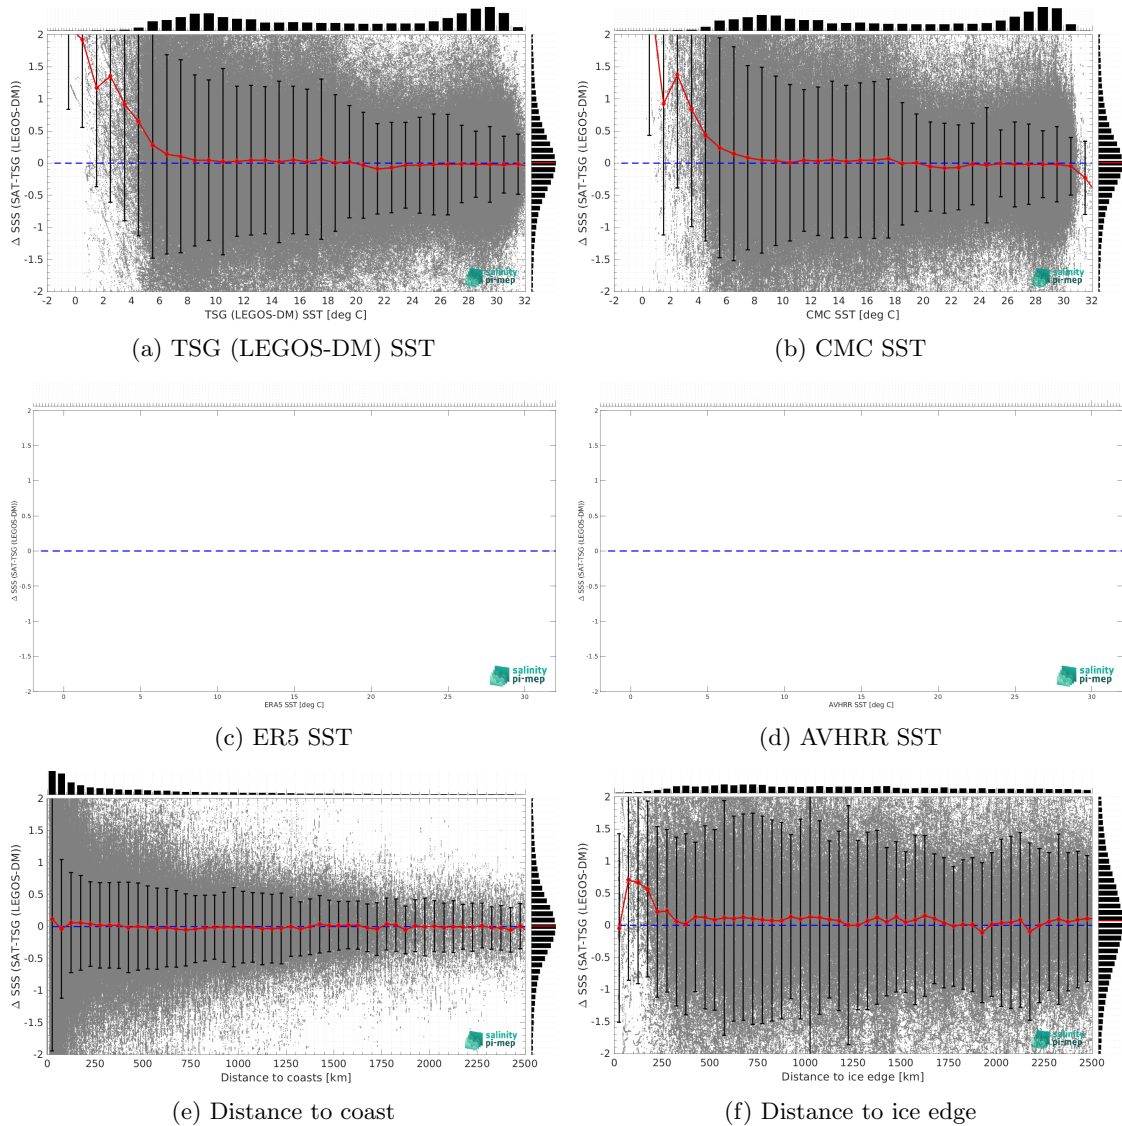 2
1.5
1
0.5
0
-0.5
-1
-1.5
-2
Δ SSS (SAT-TSG (LEGOS-DM))
salinity
pi-mep
-2 0 2 4 6 8 10 12 14 16 18 20 22 24 26 28 30 32
TSG (LEGOS-DM) SST [deg C]
(a) TSG (LEGOS-DM) SST
2
1.5
1
0.5
0
-0.5
-1
-1.5
-2
Δ SSS (SAT-TSG (LEGOS-DM))
salinity
pi-mep
-2 0 2 4 6 8 10 12 14 16 18 20 22 24 26 28 30 32
CMC SST [deg C]
(b) CMC SST
2
1.5
1
0.5
0
-0.5
-1
-1.5
-2
Δ SSS (SAT-TSG (LEGOS-DM))
salinity
pi-mep
0 5 10 15 20 25 30
ERA5 SST [deg C]
(c) ER5 SST
2
1.5
1
0.5
0
-0.5
-1
-1.5
-2
Δ SSS (SAT-TSG (LEGOS-DM))
salinity
pi-mep
0 5 10 15 20 25 30
AVHRR SST [deg C]
(d) AVHRR SST
2
1.5
1
0.5
0
-0.5
-1
-1.5
-2
Δ SSS (SAT-TSG (LEGOS-DM))
salinity
pi-mep
0 250 500 750 1000 1250 1500 1750 2000 2250 2500
Distance to coasts [km]
(e) Distance to coast
2
1.5
1
0.5
0
-0.5
-1
-1.5
-2
Δ SSS (SAT-TSG (LEGOS-DM))
salinity
pi-mep
0 250 500 750 1000 1250 1500 1750 2000 2250 2500
Distance to ice edge [km]
(f) Distance to ice edge